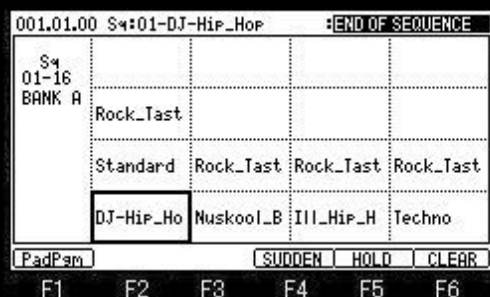 001.01.00 Sq:01-DJ-Hip_Hop :END OF SEQUENCE
Sq
01-16
BANK A
Rock_Tast
Standard Rock_Tast Rock_Tast Rock_Tast
DJ-Hip_Ho Nuskool_B Ill_Hip_H Techno
PadPgm SUDDEN HOLD CLEAR
F1 F2 F3 F4 F5 F6